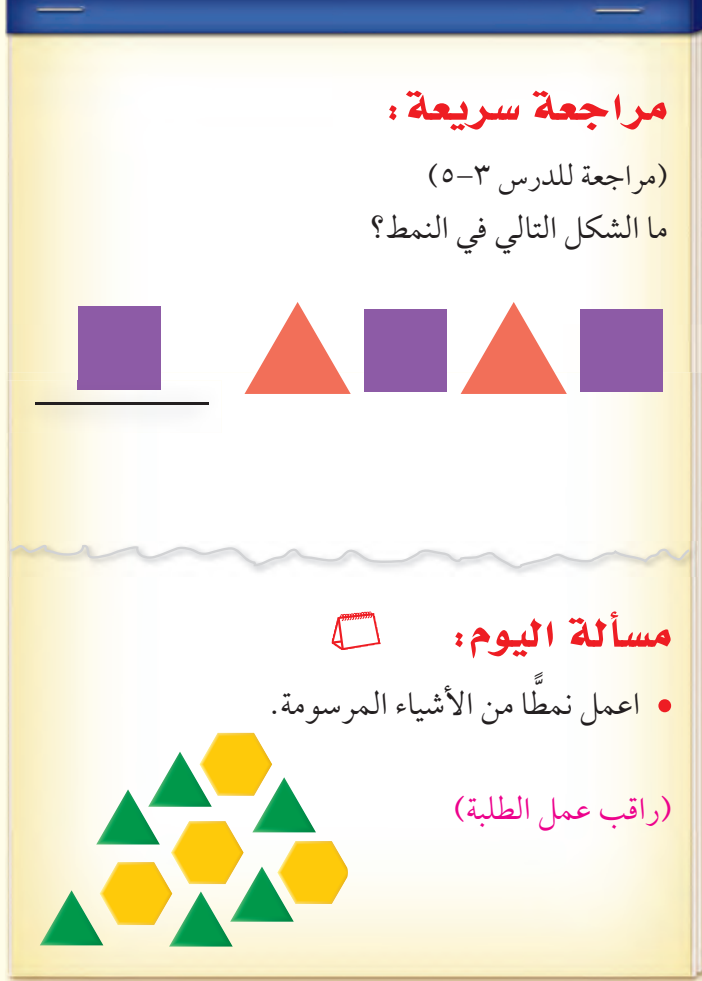 مراجعة سريعة:
(مراجعة للدرس ٣-٥)
ما الشكل التالي في النمط؟
مسألة اليوم:
• اعمل نمطًّا من الأشياء المرسومة.
(راقب عمل الطلبة)